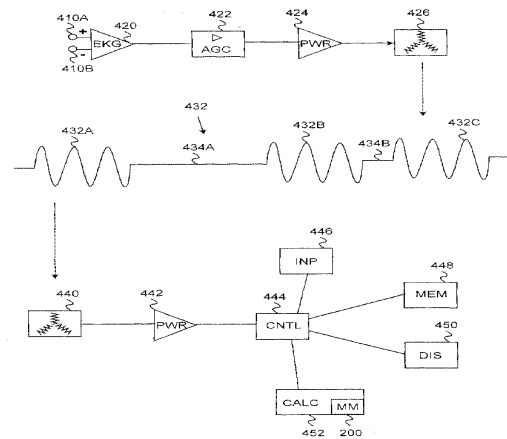 410A
420
422
424
426
+
EKG
-
AGC
PWR
410B
432
432A
432B
432C
434A
434B
446
INP
440
442
444
448
MEM
PWR
CNTL
450
DIS
CALC
MM
452
200